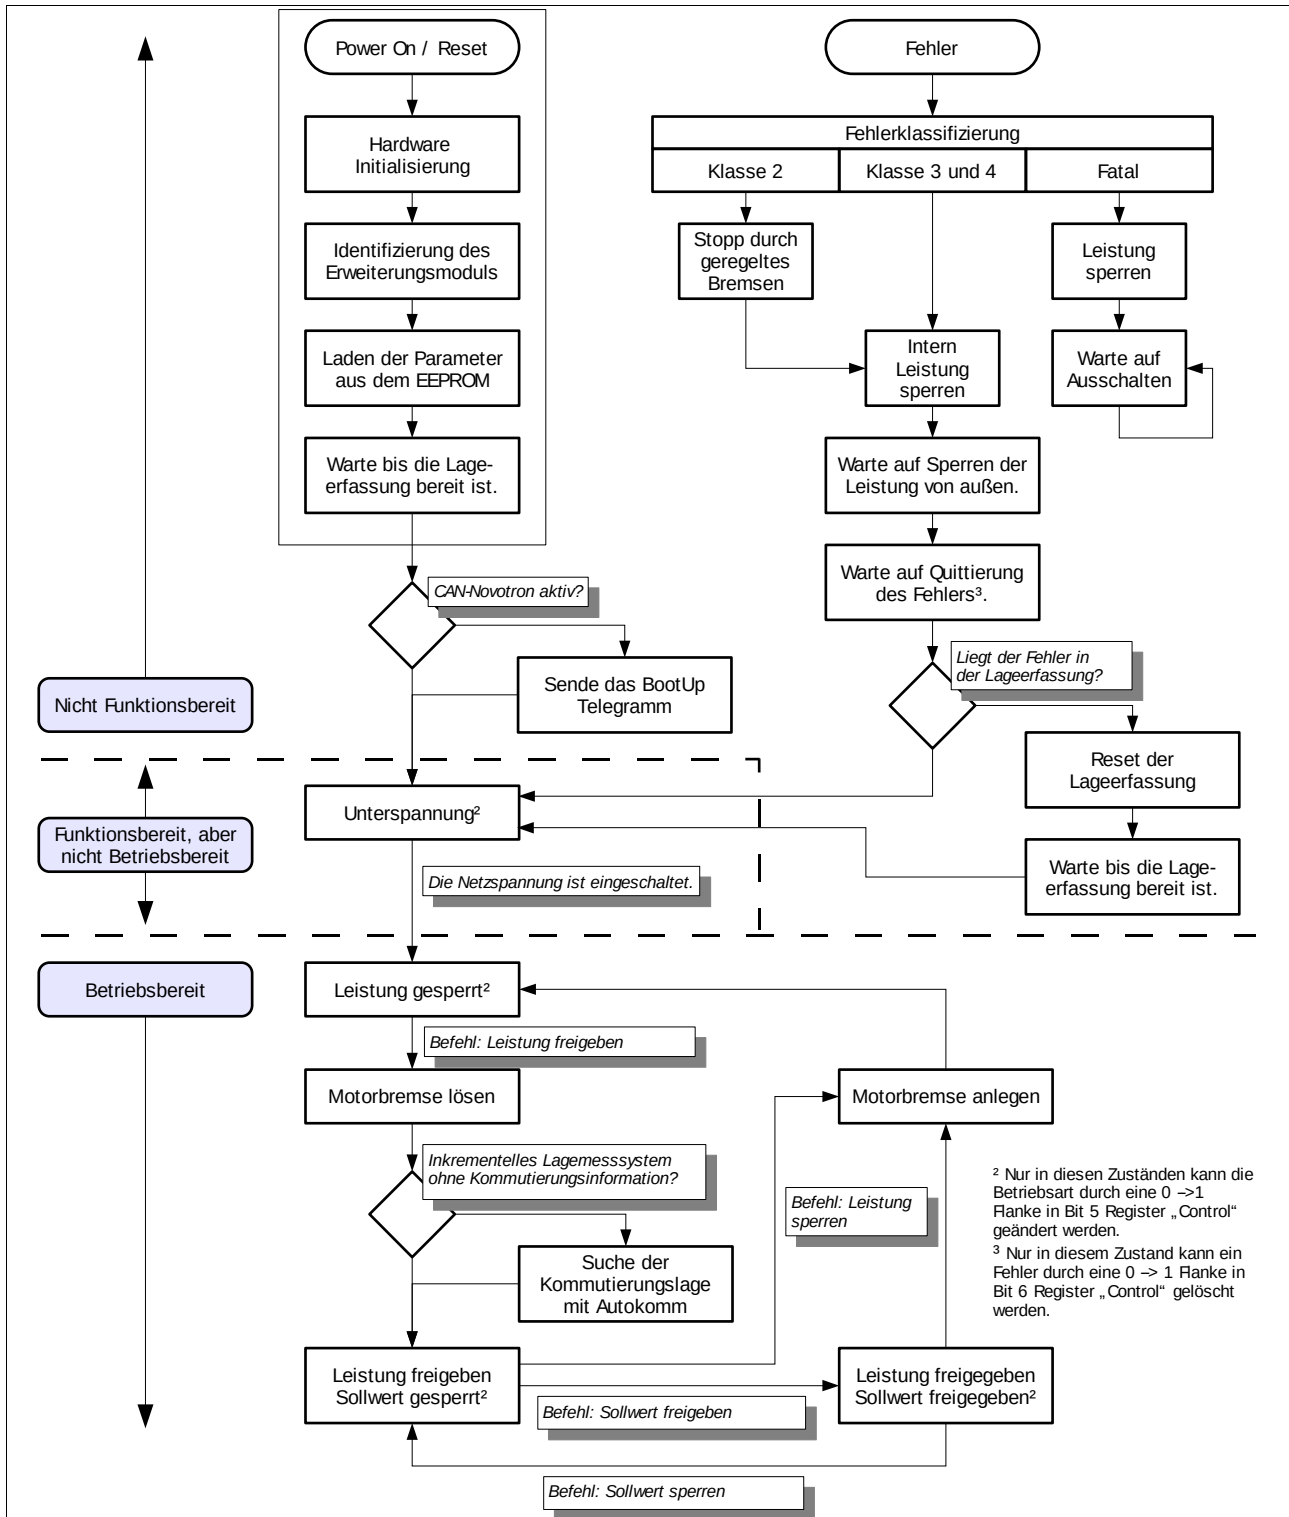 Power On / Reset
Hardware
Initialisierung
Identifizierung des
Erweiterungsmoduls
Laden der Parameter
aus dem EEPROM
Warte bis die Lage-
erfassung bereit ist.
CAN-Novotron aktiv?
Sende das BootUp
Telegramm
Fehler
Fehlerklassifizierung
Klasse 2
Klasse 3 und 4
Fatal
Stopp durch
geregeltes
Bremsen
Leistung
sperren
Intern
Leistung
sperren
Warte auf
Ausschalten
Warte auf Sperren der
Leistung von außen.
Warte auf Quittierung
des Fehlers³.
Liegt der Fehler in
der Lageerfassung?
Reset der
Lageerfassung
Warte bis die Lage-
erfassung bereit ist.
Nicht Funktionsbereit
Funktionsbereit, aber
nicht Betriebsbereit
Betriebsbereit
Unterspannung²
Die Netzspannung ist eingeschaltet.
Leistung gesperrt²
Befehl: Leistung freigeben
Motorbremse lösen
Motorbremse anlegen
Inkrementelles Lagemesssystem
ohne Kommutierungsinformation?
Befehl: Leistung
sperren
Suche der
Kommutierungslage
mit Autokomm
Leistung freigeben
Sollwert gesperrt²
Leistung freigegeben
Sollwert freigegeben²
Befehl: Sollwert freigeben
Befehl: Sollwert sperren
² Nur in diesen Zuständen kann die
Betriebsart durch eine 0 –>1
Flanke in Bit 5 Register „Control“
geändert werden.
³ Nur in diesem Zustand kann ein
Fehler durch eine 0 –> 1 Flanke in
Bit 6 Register „Control“ gelöscht
werden.